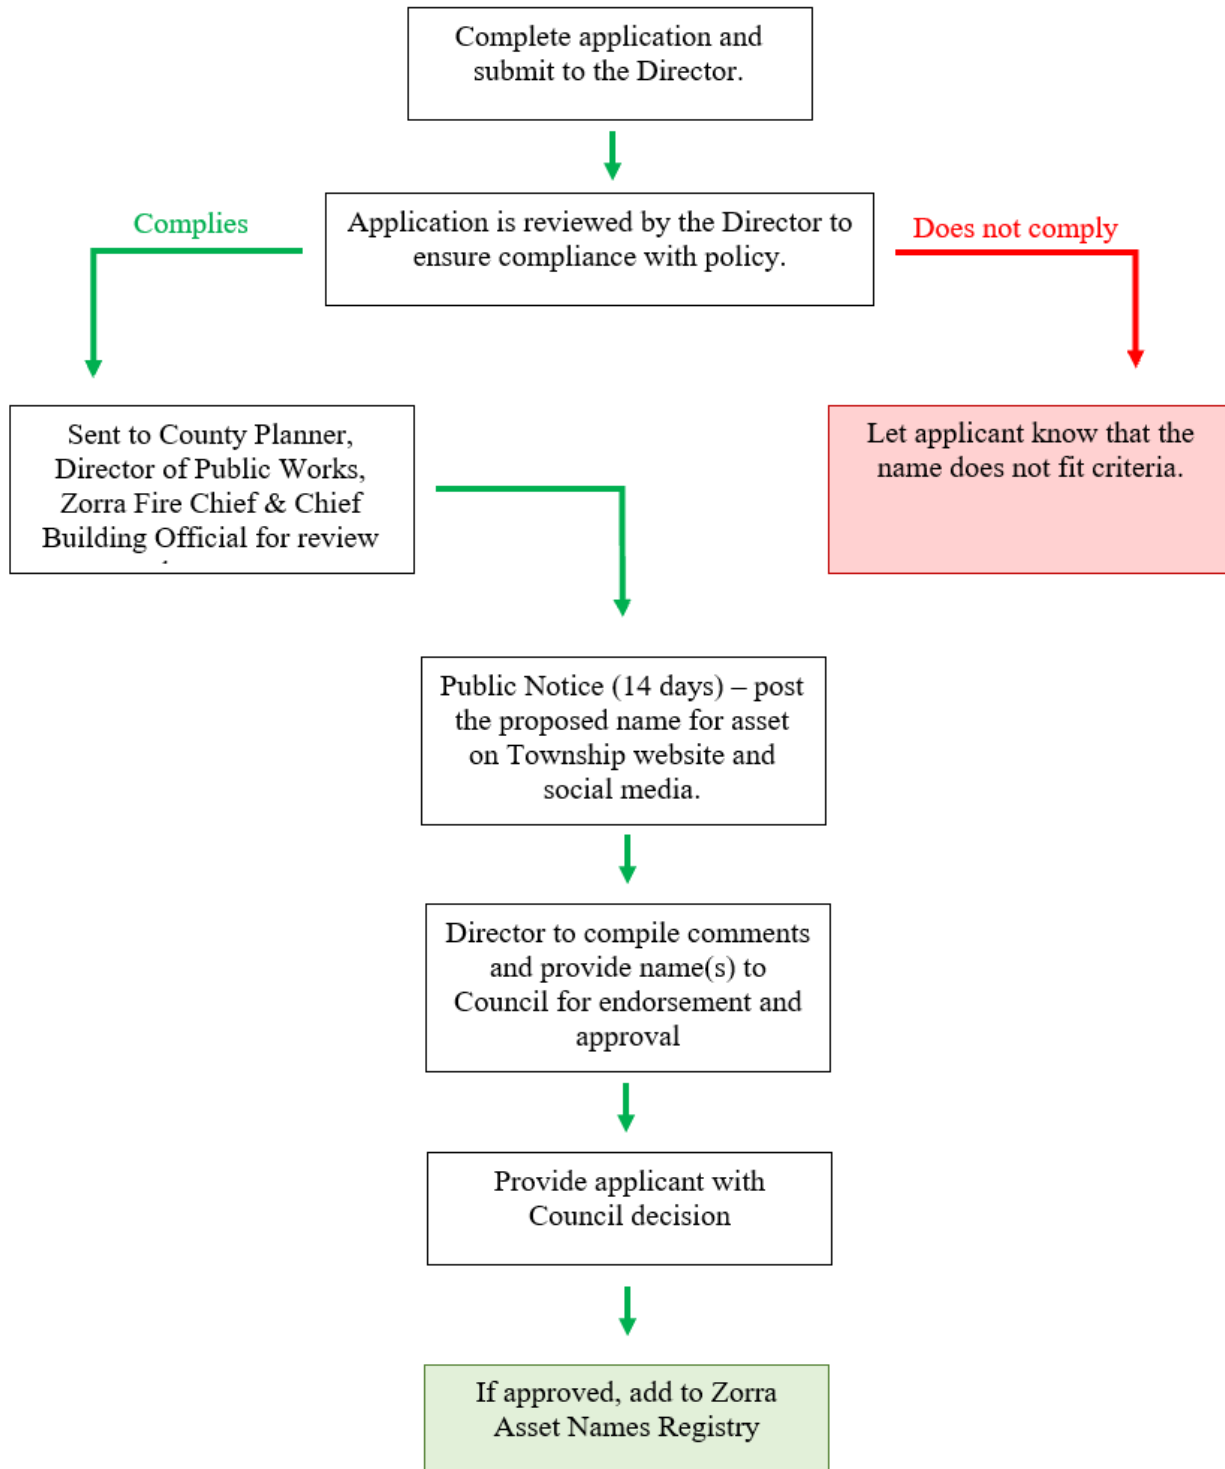 Complete application and
submit to the Director.
Complies
Application is reviewed by the Director to
ensure compliance with policy.
Does not comply
Sent to County Planner,
Director of Public Works,
Zorra Fire Chief & Chief
Building Official for review
Let applicant know that the
name does not fit criteria.
Public Notice (14 days) – post
the proposed name for asset
on Township website and
social media.
Director to compile comments
and provide name(s) to
Council for endorsement and
approval
Provide applicant with
Council decision
If approved, add to Zorra
Asset Names Registry